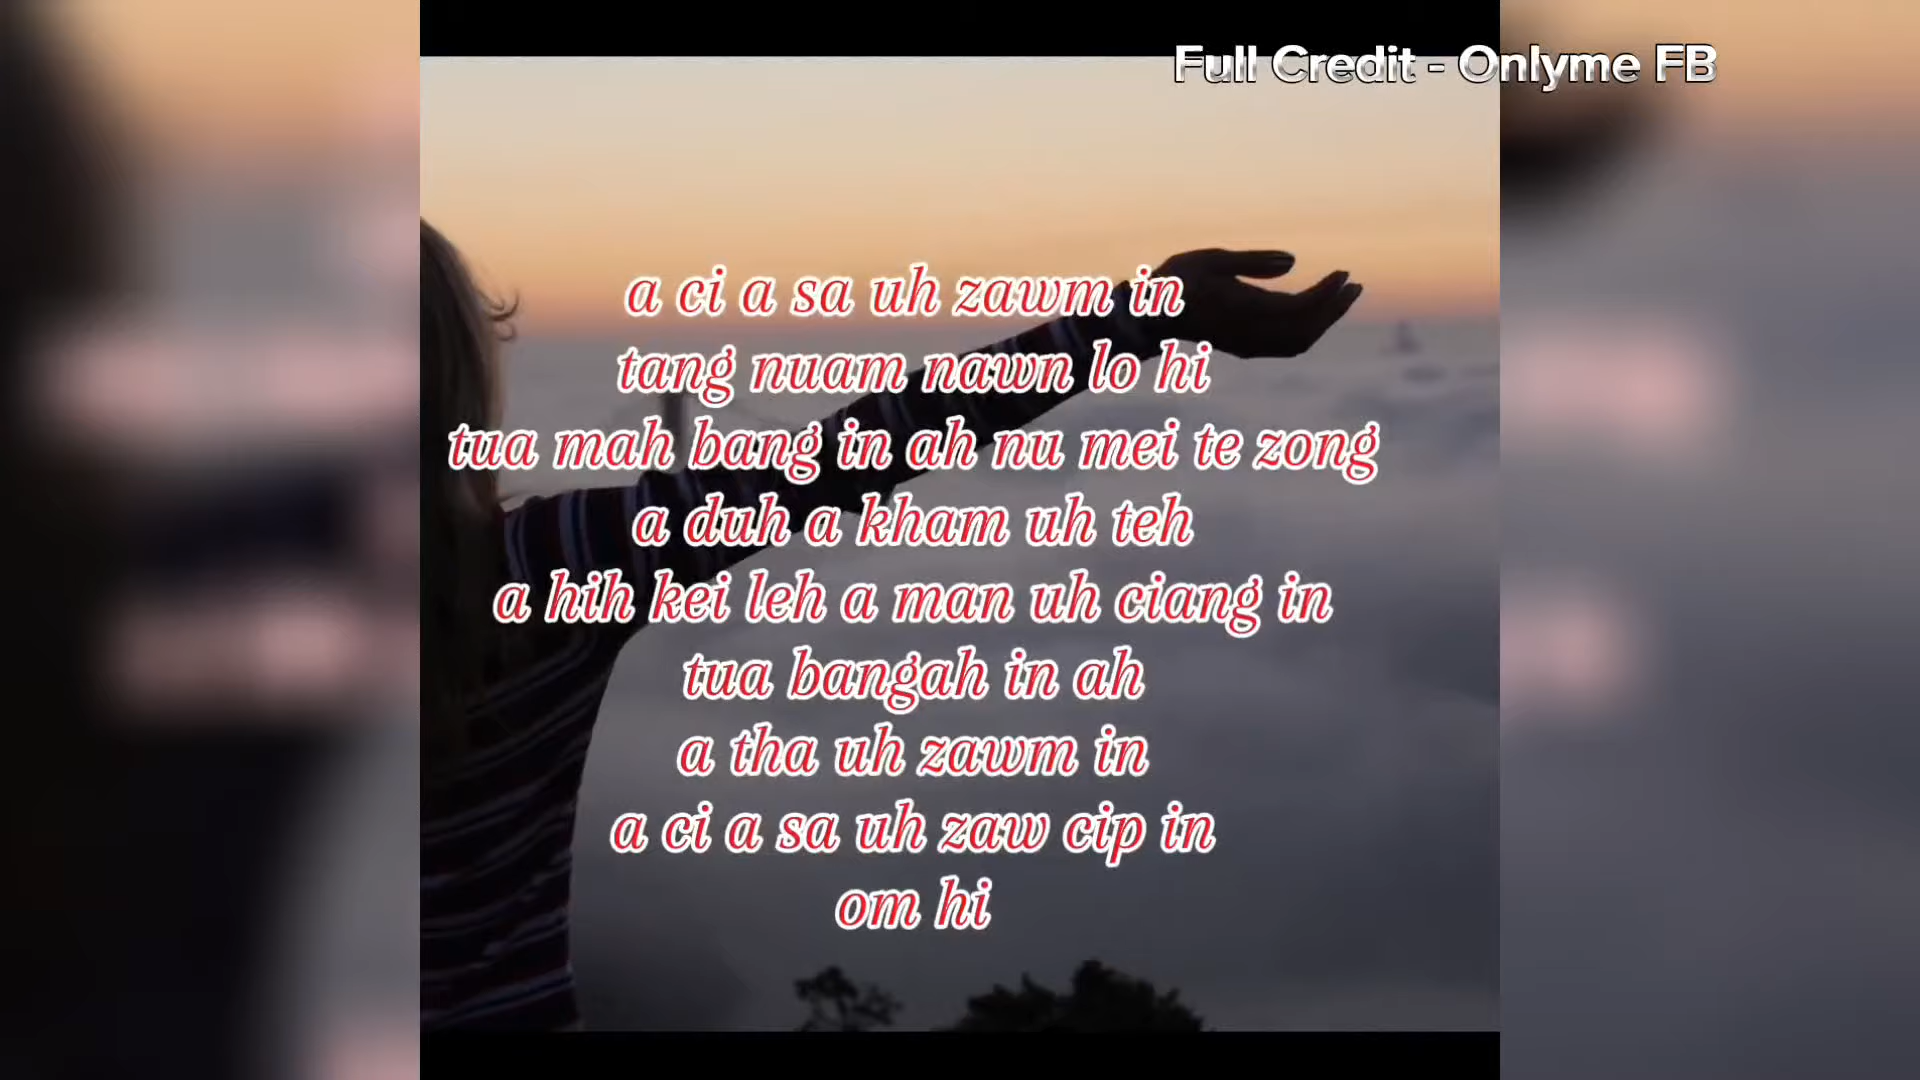 Full Credit - Onlyme FB
a ci a sa uh zawm in
tang nuam nawn lo hi
tua mah bang in ah nu mei te zong
a duh a kham uh teh
a hih kei leh a man uh ciang in
tua bangah in ah
a tha uh zawm in
a ci a sa uh zaw cip in
om hi